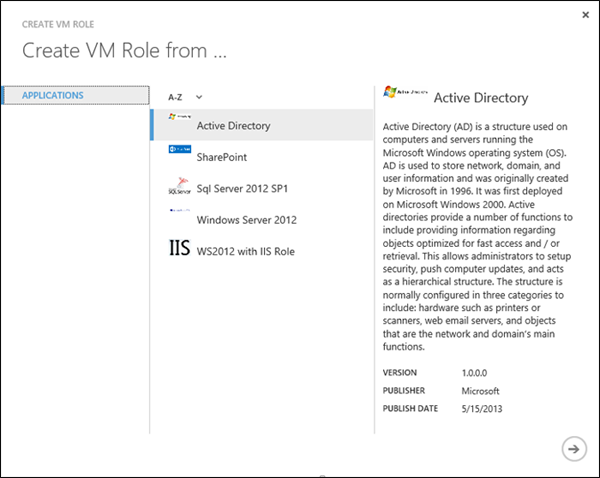 CREATE VM ROLE
Create VM Role from ...
APPLICATIONS
A-Z
Active Directory
SharePoint
SQL Server
Sql Server 2012 SP1
Windows Server 2012
IIS
WS2012 with IIS Role
Active Directory
Active Directory
Active Directory (AD) is a structure used on
computers and servers running the
Microsoft Windows operating system (OS).
AD is used to store network, domain, and
user information and was originally created
by Microsoft in 1996. It was first deployed
on Microsoft Windows 2000. Active
directories provide a number of functions to
include providing information regarding
objects optimized for fast access and / or
retrieval. This allows administrators to setup
security, push computer updates, and acts
as a hierarchical structure. The structure is
normally configured in three categories to
include: hardware such as printers or
scanners, web email servers, and objects
that are the network and domain's main
functions.
VERSION 1.0.0.0
PUBLISHER Microsoft
PUBLISH DATE 5/15/2013